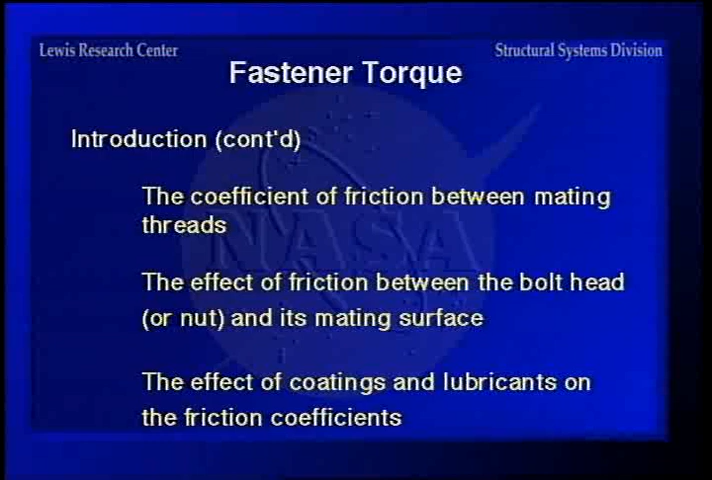 Lewis Research Center
Structural Systems Division
Fastener Torque
Introduction (cont'd)
The coefficient of friction between mating
threads
The effect of friction between the bolt head
(or nut) and its mating surface
The effect of coatings and lubricants on
the friction coefficients
NASA